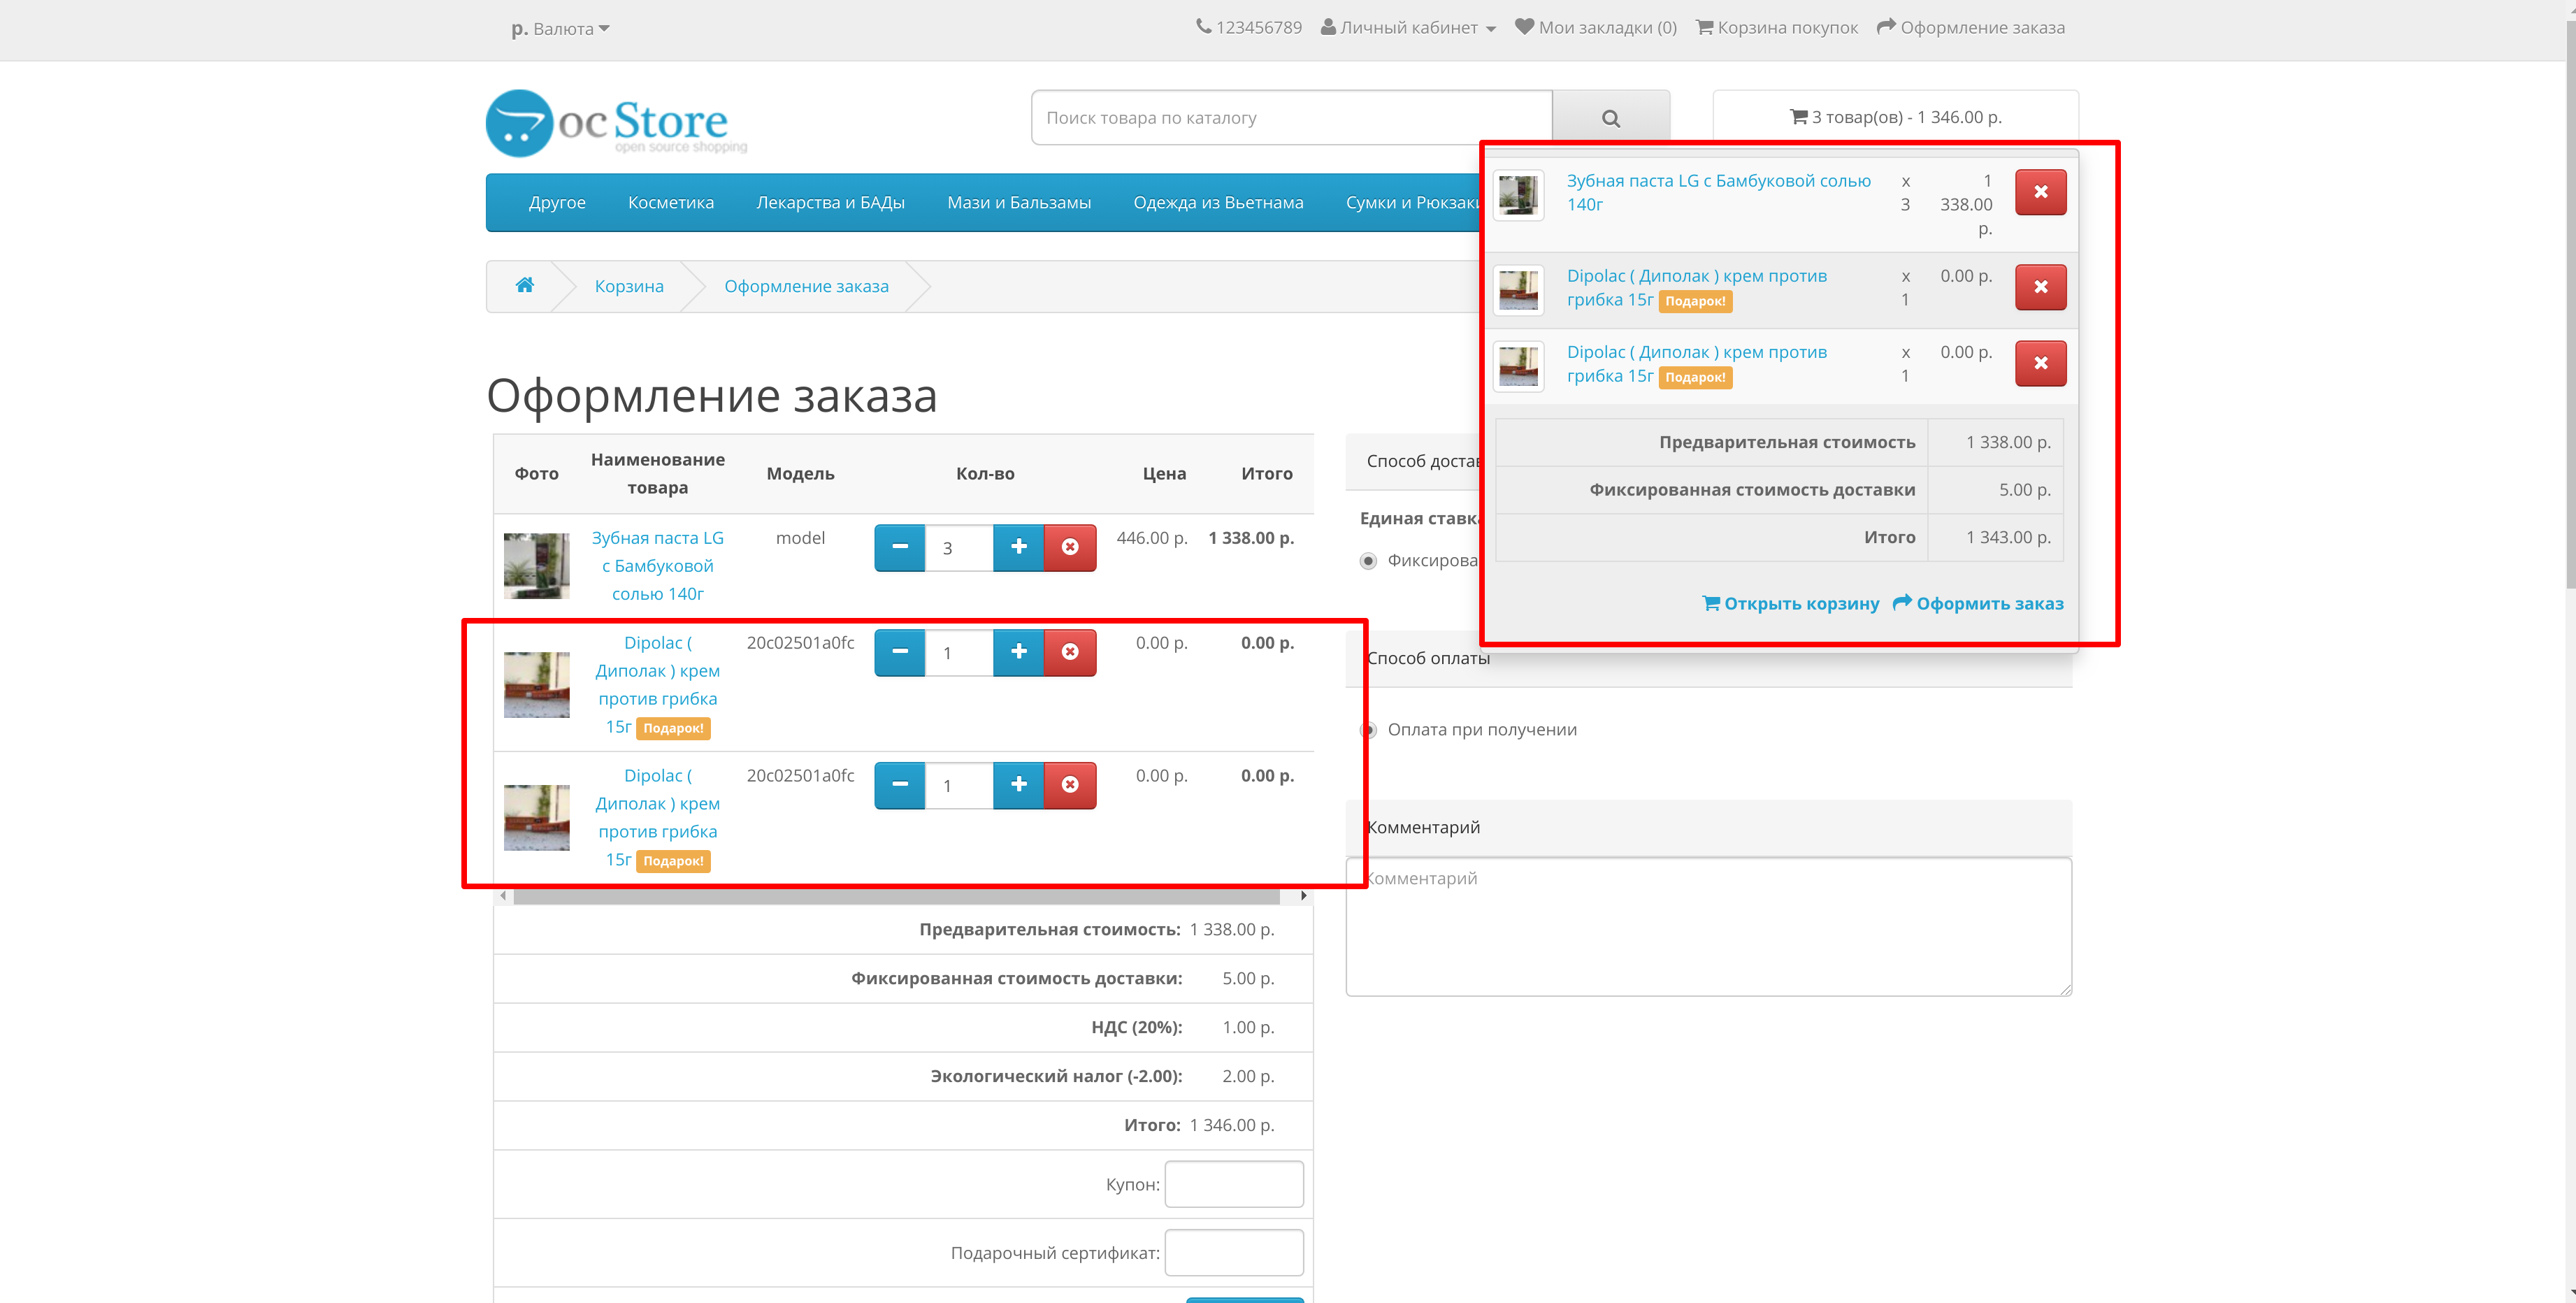 р. Валюта
123456789 Личный кабинет Мои закладки (0) Корзина покупок Оформление заказа
oc Store
open source shopping
Поиск товара по каталогу
3 товар(ов) - 1 346.00 р.
Другое Косметика Лекарства и БАДы Мази и Бальзамы Одежда из Вьетнама Сумки и Рюкзаки
Зубная паста LG с Бамбуковой солью x 1
140г 3 338.00
р.
Dipolac ( Диполак ) крем против x 0.00 р.
грибка 15г Подарок! 1
Dipolac ( Диполак ) крем против x 0.00 р.
грибка 15г Подарок! 1
Предварительная стоимость 1 338.00 р.
Фиксированная стоимость доставки 5.00 р.
Итого 1 343.00 р.
Открыть корзину Оформить заказ
Корзина Оформление заказа
Оформление заказа
Фото Наименование товара Модель Кол-во Цена Итого
Зубная паста LG model 3 446.00 р. 1 338.00 р.
с Бамбуковой
солью 140г
Dipolac ( 20c02501a0fc 1 0.00 р. 0.00 р.
Диполак ) крем
против грибка
15г Подарок!
Dipolac ( 20c02501a0fc 1 0.00 р. 0.00 р.
Диполак ) крем
против грибка
15г Подарок!
Предварительная стоимость: 1 338.00 р.
Фиксированная стоимость доставки: 5.00 р.
НДС (20%): 1.00 р.
Экологический налог (-2.00): 2.00 р.
Итого: 1 346.00 р.
Купон:
Подарочный сертификат:
Способ достав
Единая ставка
Фиксирова
Способ оплаты
Оплата при получении
Комментарий
Комментарий